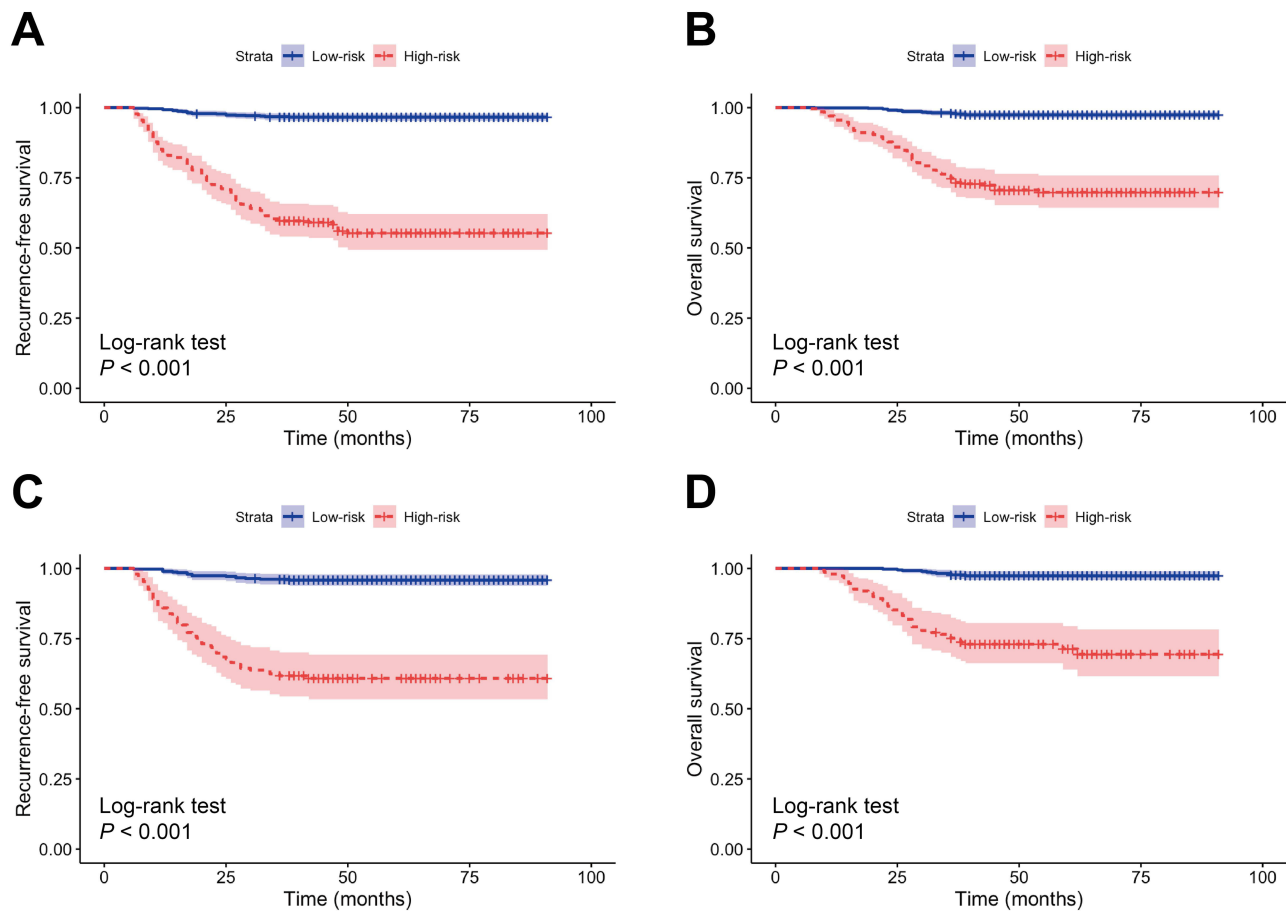 A
Strata Low-risk High-risk
1.00
0.75
0.50
0.25
0.00
Recurrence-free survival
Log-rank test
P < 0.001
0 25 50 75 100
Time (months)
B
Strata Low-risk High-risk
1.00
0.75
0.50
0.25
0.00
Overall survival
Log-rank test
P < 0.001
0 25 50 75 100
Time (months)
C
Strata Low-risk High-risk
1.00
0.75
0.50
0.25
0.00
Recurrence-free survival
Log-rank test
P < 0.001
0 25 50 75 100
Time (months)
D
Strata Low-risk High-risk
1.00
0.75
0.50
0.25
0.00
Overall survival
Log-rank test
P < 0.001
0 25 50 75 100
Time (months)